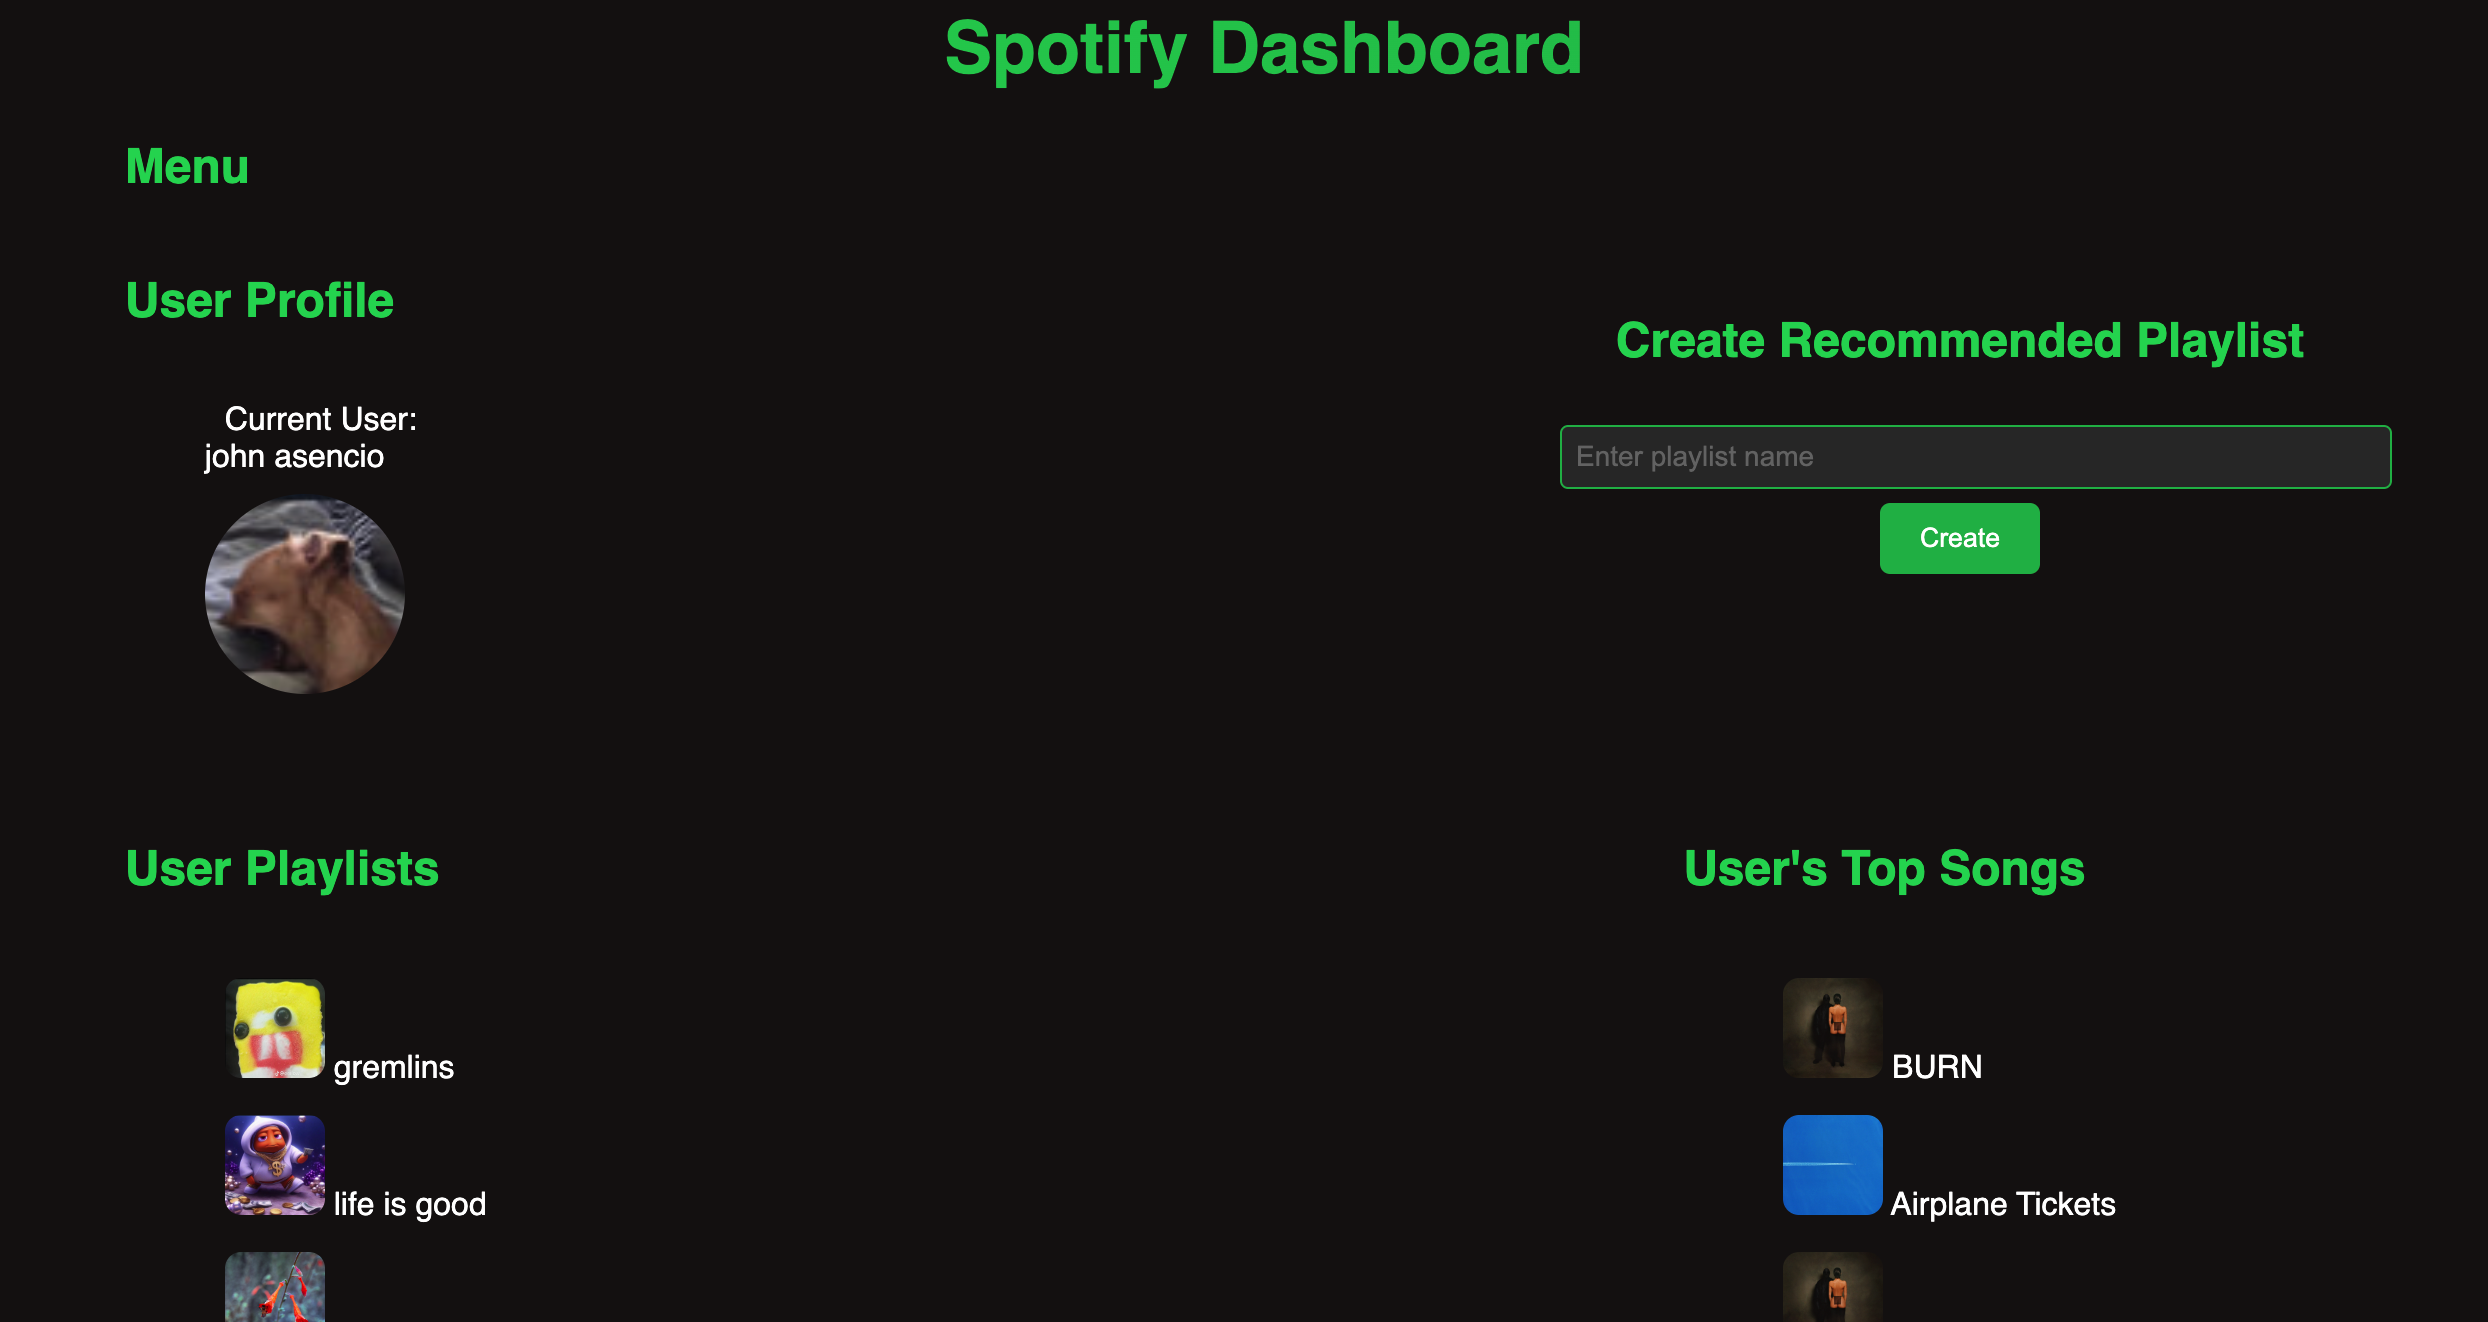 Spotify Dashboard
Menu
User Profile
Current User:
john asencio
Create Recommended Playlist
Enter playlist name
Create
User Playlists
gremlins
life is good
User's Top Songs
BURN
Airplane Tickets